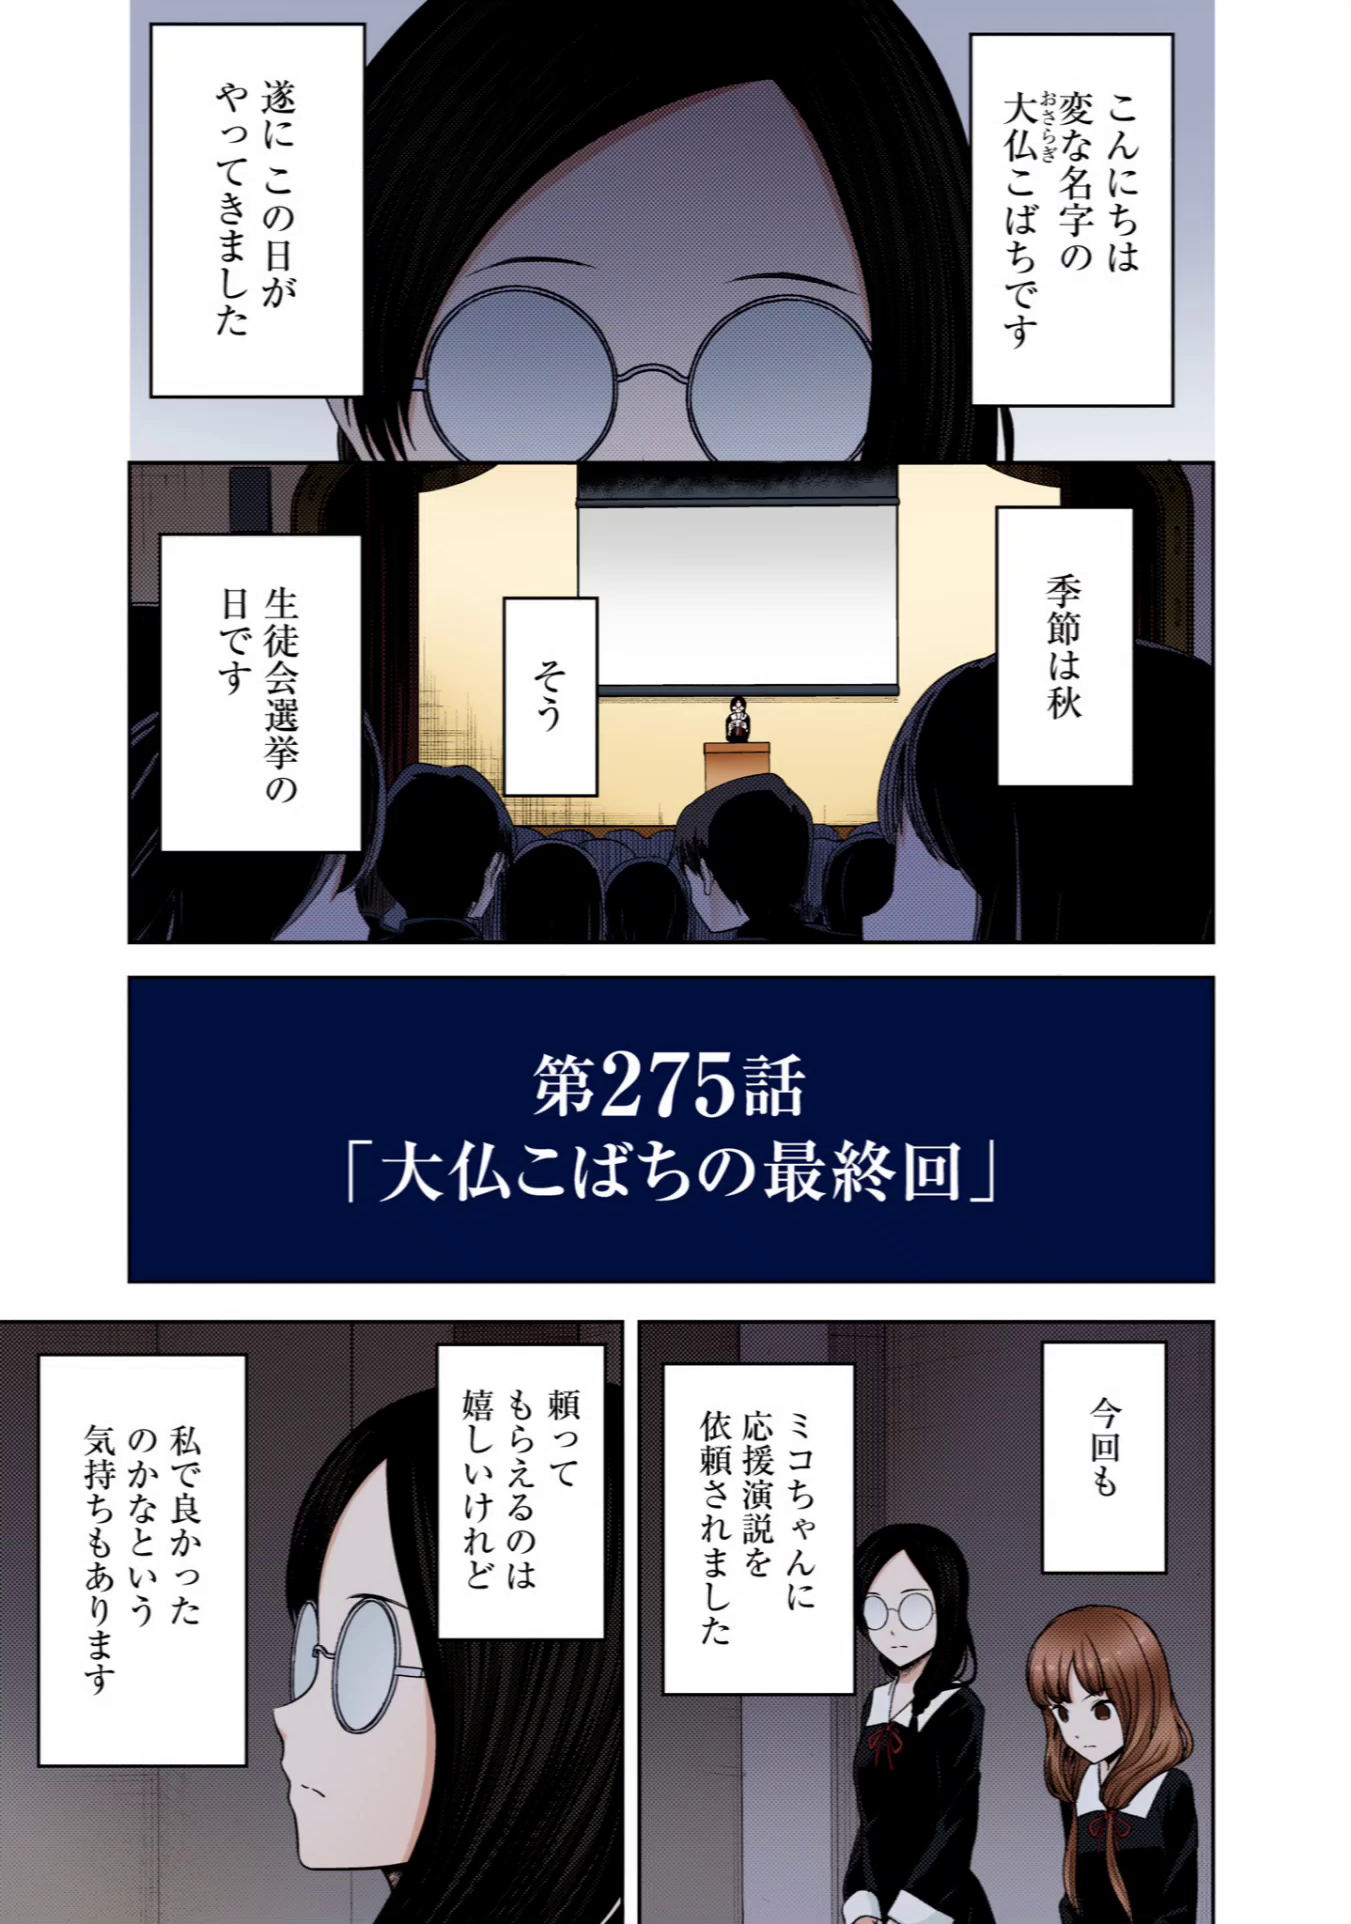 こんにちは
変な名字の
大仏こばちです
おさらぎ
遂に この日が
やってきました
季節は秋
そう
生徒会選挙の
日です
第275話
「大仏こばちの最終回」
今回も
ミコちゃんに
応援演説を
依頼されました
頼って
もらえるのは
嬉しいけれど
私で良かった
のかなという
気持ちもあります